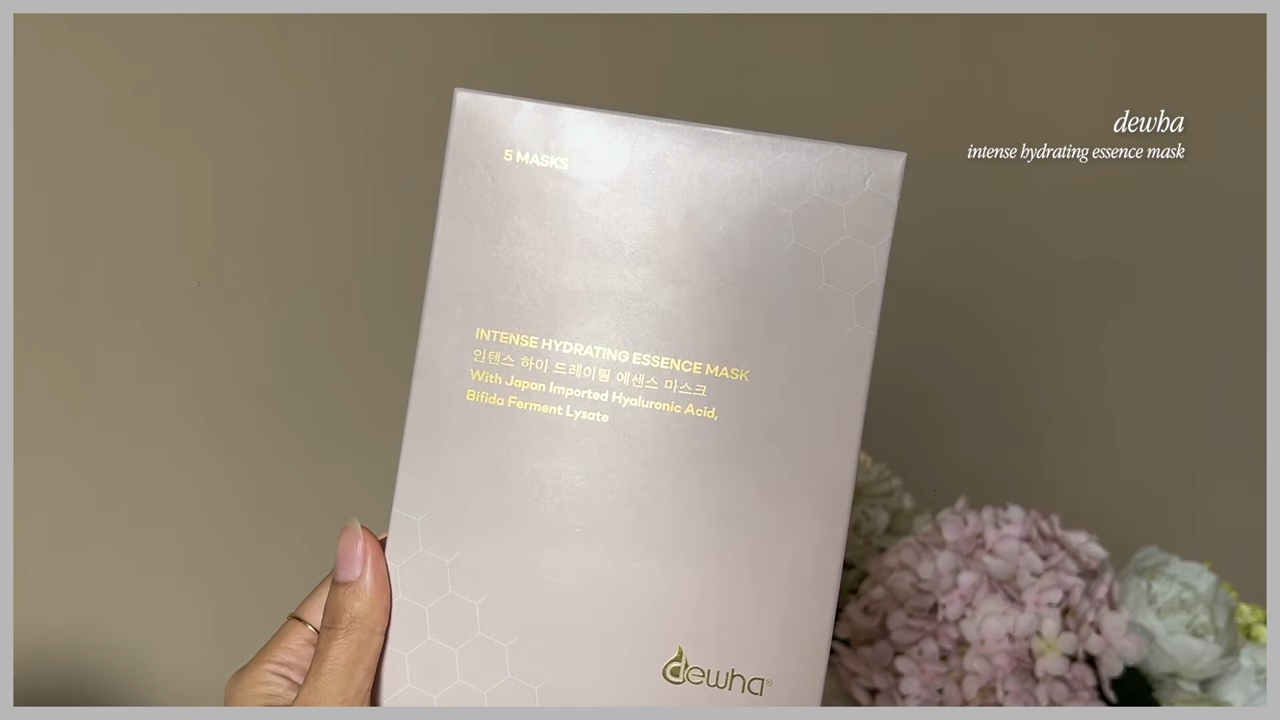 dewha
intense hydrating essence mask
5 MASKS
INTENSE HYDRATING ESSENCE MASK
인텐스 하이 드레이팅 에센스 마스크
With Japan Imported Hyaluronic Acid,
Bifida Ferment Lysate
dewha®